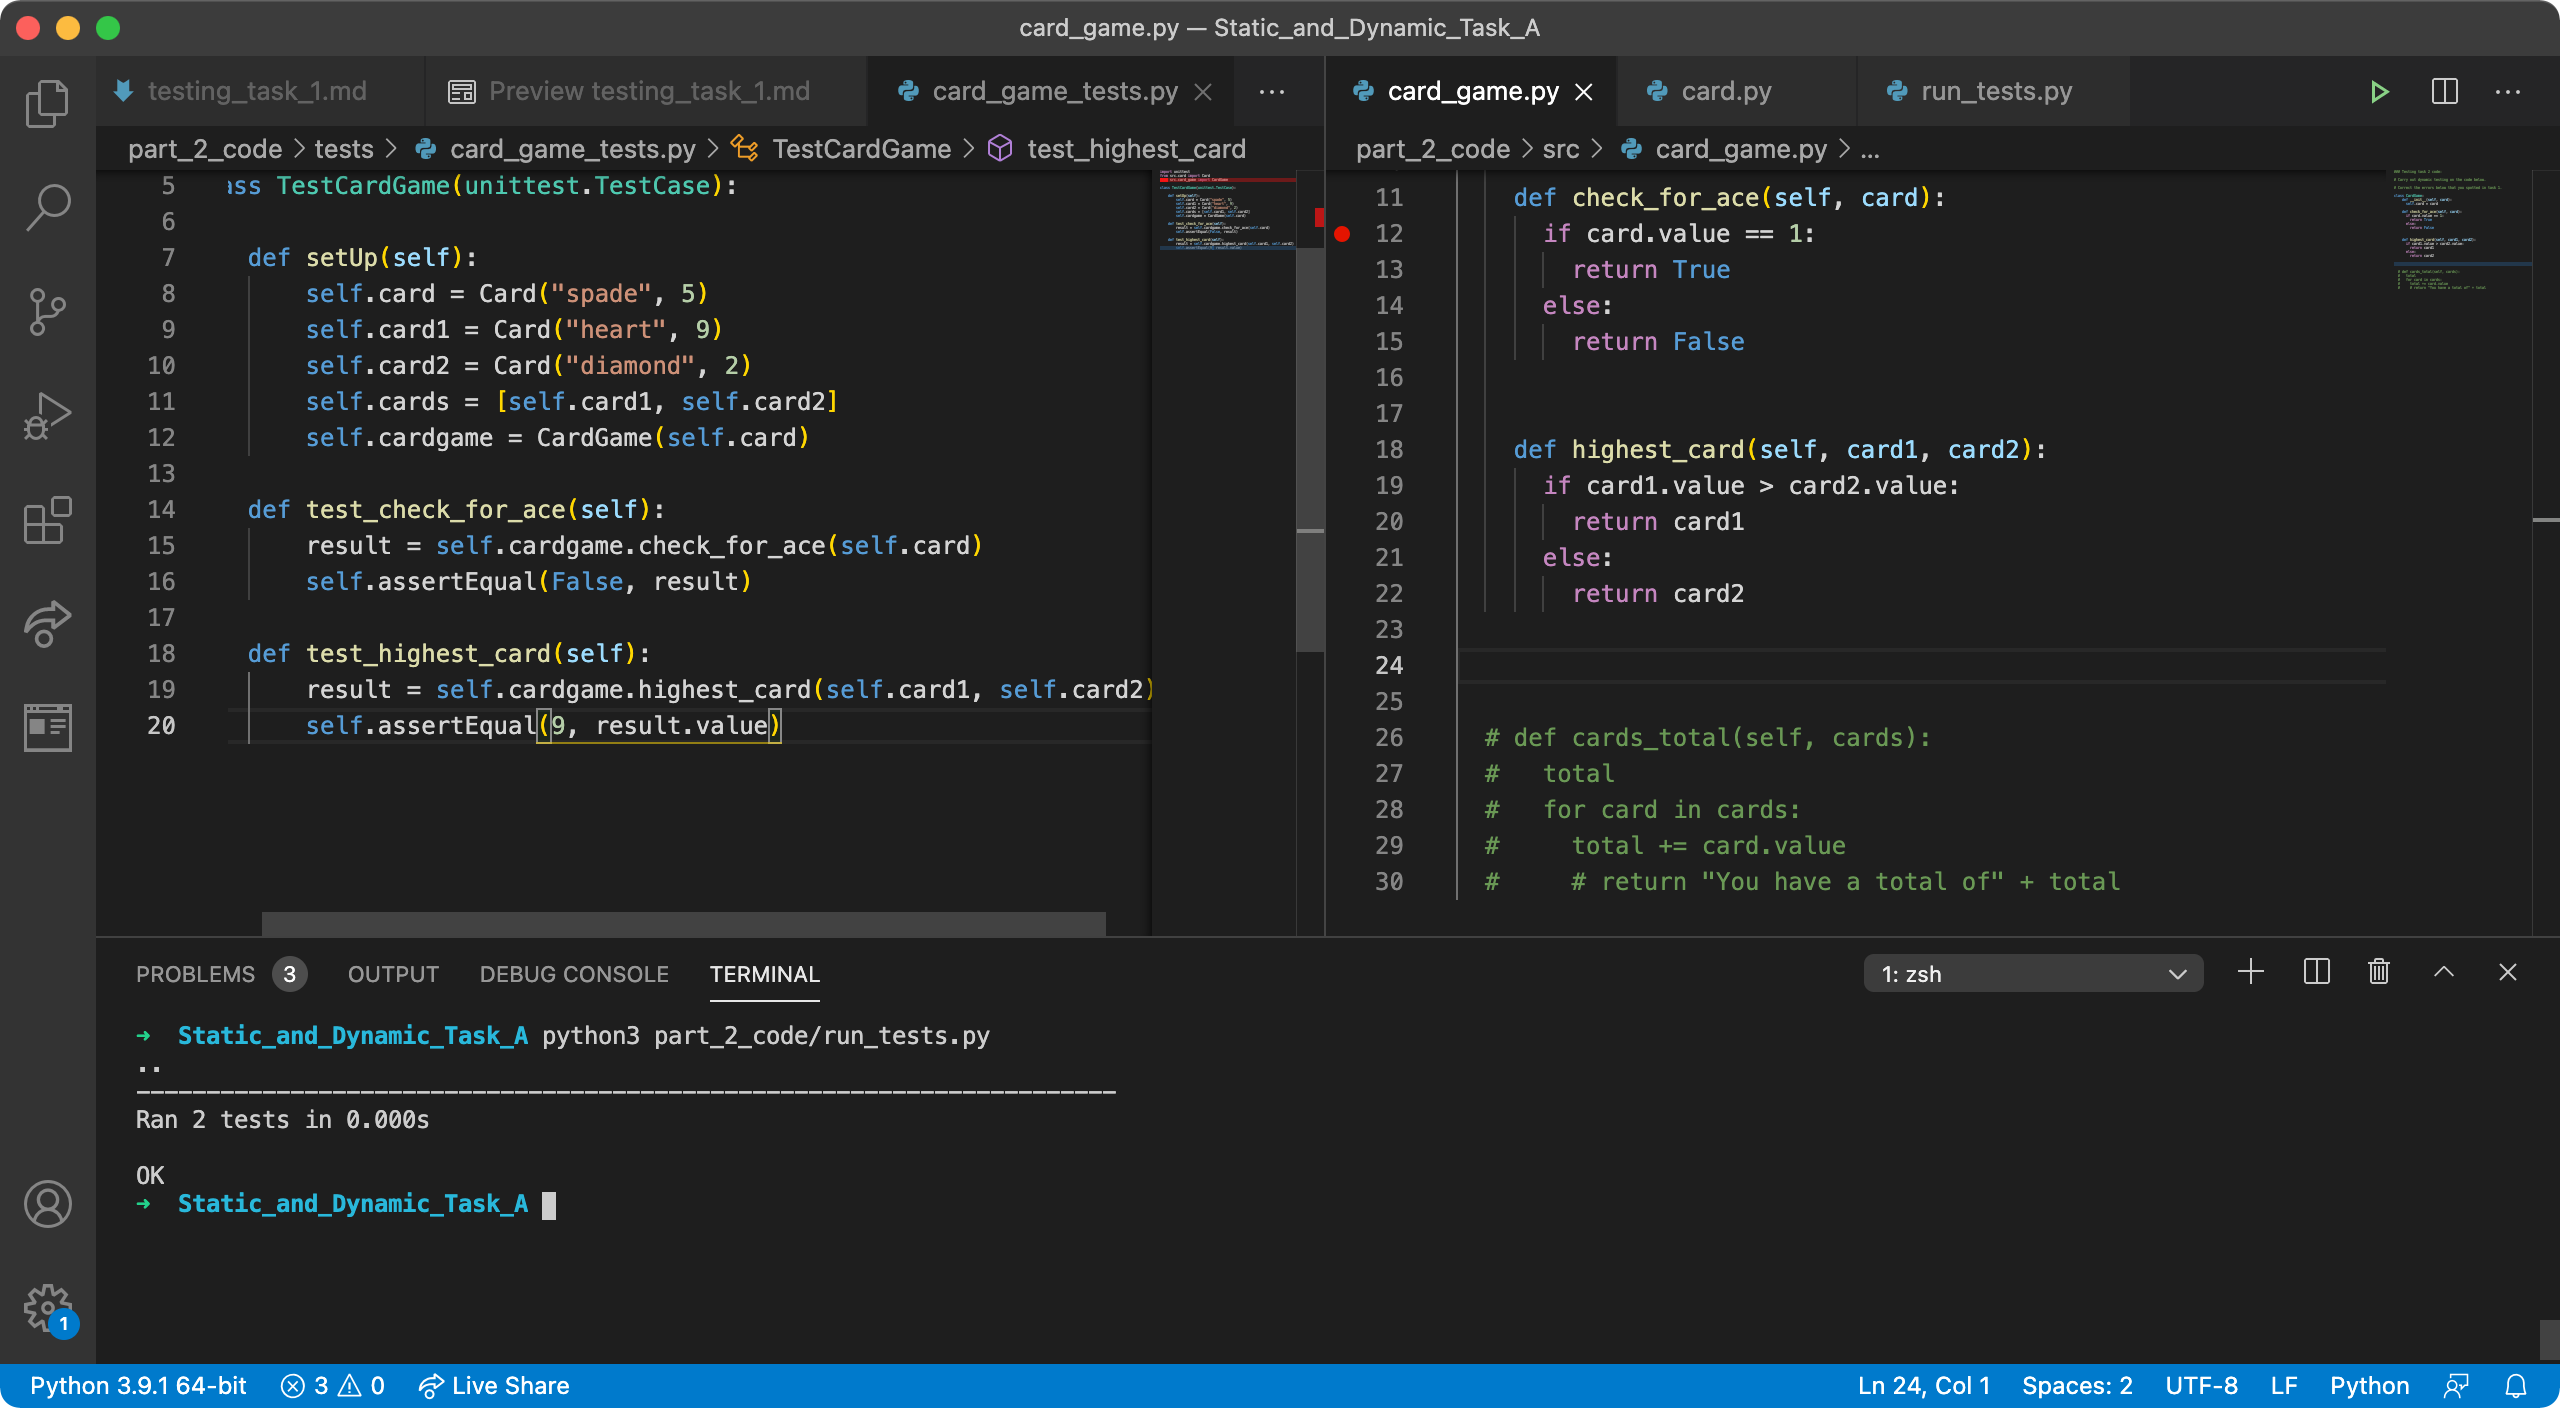 card_game.py — Static_and_Dynamic_Task_A
testing_task_1.md
Preview testing_task_1.md
card_game_tests.py
part_2_code > tests > card_game_tests.py > TestCardGame > test_highest_card
5 ass TestCardGame(unittest.TestCase):
6
7 def setUp(self):
8 self.card = Card("spade", 5)
9 self.card1 = Card("heart", 9)
10 self.card2 = Card("diamond", 2)
11 self.cards = [self.card1, self.card2]
12 self.cardgame = CardGame(self.card)
13
14 def test_check_for_ace(self):
15 result = self.cardgame.check_for_ace(self.card)
16 self.assertEqual(False, result)
17
18 def test_highest_card(self):
19 result = self.cardgame.highest_card(self.card1, self.card2)
20 self.assertEqual(9, result.value)
card_game.py
card.py
run_tests.py
part_2_code > src > card_game.py > ...
11 def check_for_ace(self, card):
12 if card.value == 1:
13 return True
14 else:
15 return False
16
17
18 def highest_card(self, card1, card2):
19 if card1.value > card2.value:
20 return card1
21 else:
22 return card2
23
24
25
26 # def cards_total(self, cards):
27 # total
28 # for card in cards:
29 # total += card.value
30 # # return "You have a total of" + total
PROBLEMS 3 OUTPUT DEBUG CONSOLE TERMINAL
1: zsh
→ Static_and_Dynamic_Task_A python3 part_2_code/run_tests.py
..
----------------------------------------------------------------------
Ran 2 tests in 0.000s
OK
→ Static_and_Dynamic_Task_A
1
Python 3.9.1 64-bit 3 0 Live Share
Ln 24, Col 1 Spaces: 2 UTF-8 LF Python